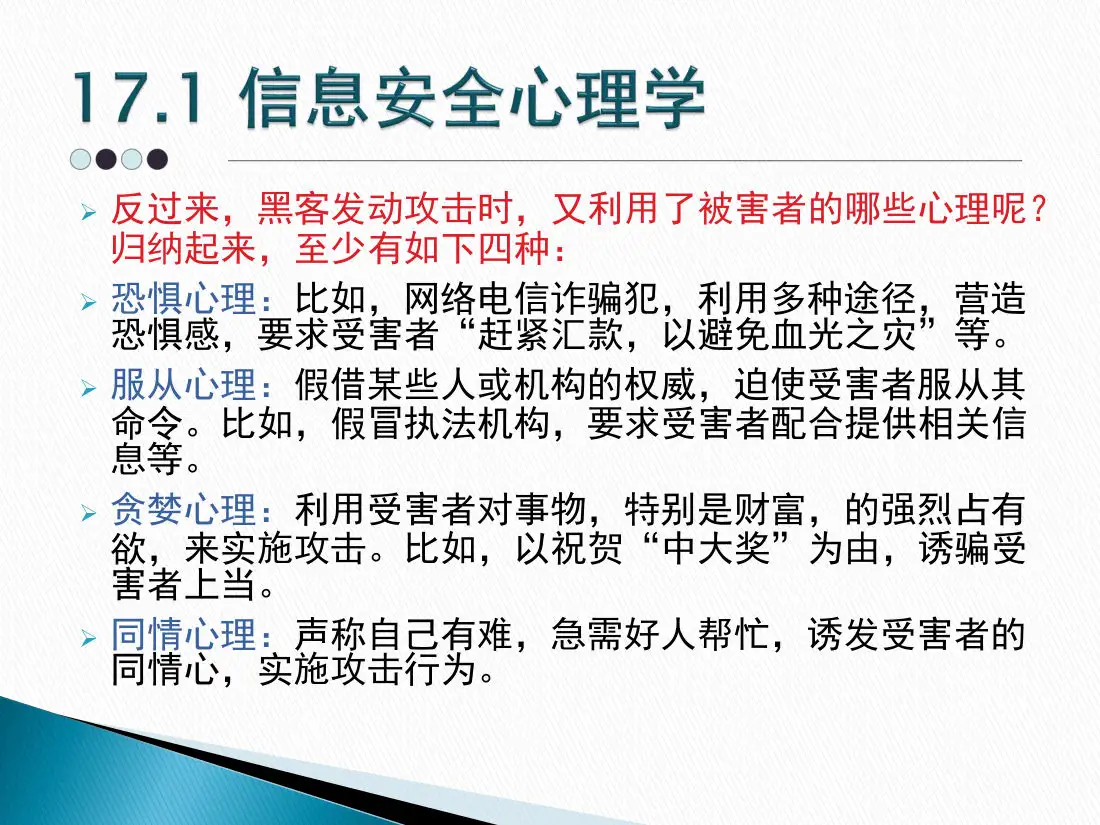 17.1 信息安全心理学
反过来，黑客发动攻击时，又利用了被害者的哪些心理呢？
归纳起来，至少有如下四种：
恐惧心理：比如，网络电信诈骗犯，利用多种途径，营造
恐惧感，要求受害者“赶紧汇款，以避免血光之灾”等。
服从心理：假借某些人或机构的权威，迫使受害者服从其
命令。比如，假冒执法机构，要求受害者配合提供相关信
息等。
贪婪心理：利用受害者对事物，特别是财富，的强烈占有
欲，来实施攻击。比如，以祝贺“中大奖”为由，诱骗受
害者上当。
同情心理：声称自己有难，急需好人帮忙，诱发受害者的
同情心，实施攻击行为。